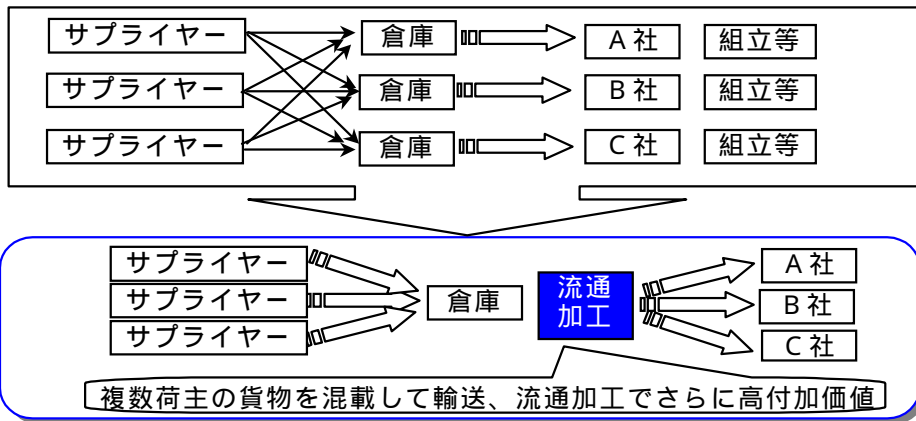 サプライヤー 倉庫 A社 組立等
サプライヤー 倉庫 B社 組立等
サプライヤー 倉庫 C社 組立等
サプライヤー
サプライヤー
サプライヤー
倉庫
流通
加工
A社
B社
C社
複数荷主の貨物を混載して輸送、流通加工でさらに高付加価値